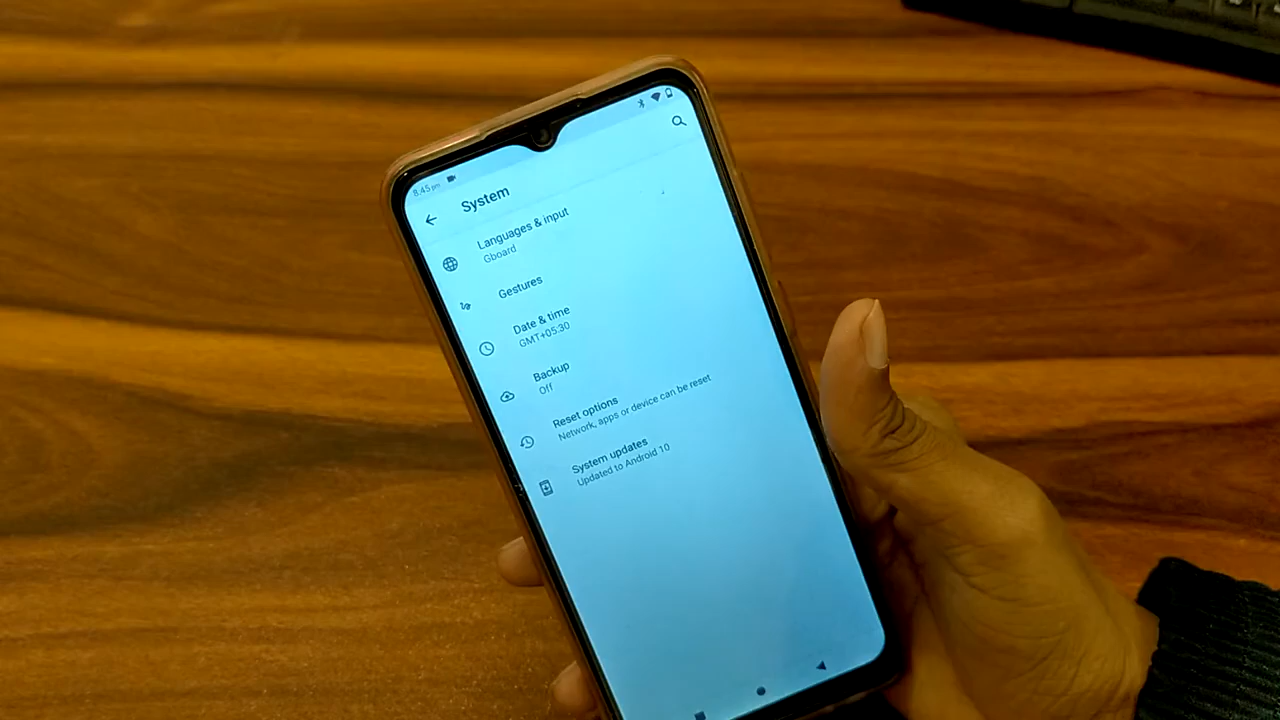 8:45pm
System
Languages & input
Gboard
Gestures
Date & time
GMT+05:30
Backup
Off
Reset options
Network, apps or device can be reset
System updates
Updated to Android 10